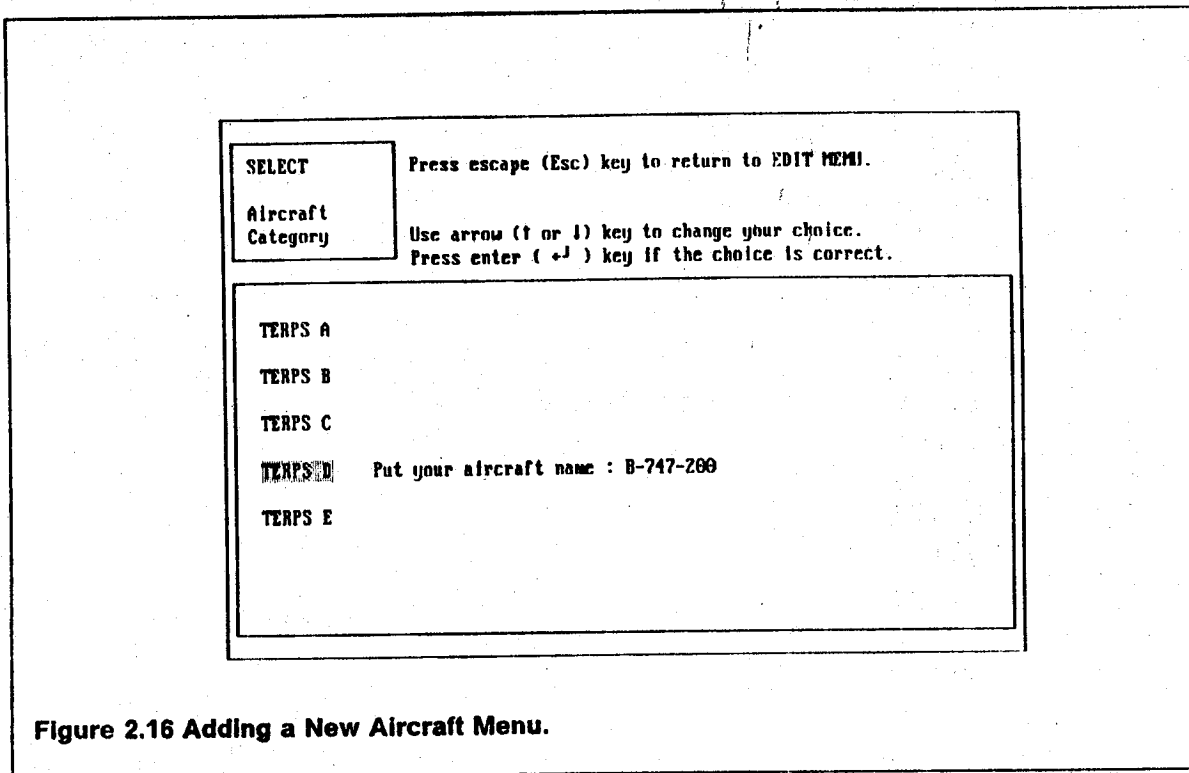 SELECT
Aircraft
Category
Press escape (Esc) key to return to EDIT MENU.
Use arrow (↑ or ↓) key to change your choice.
Press enter ( ↵ ) key if the choice is correct.
TERPS A
TERPS B
TERPS C
TERPS D Put your aircraft name : B-747-200
TERPS E
Figure 2.16 Adding a New Aircraft Menu.